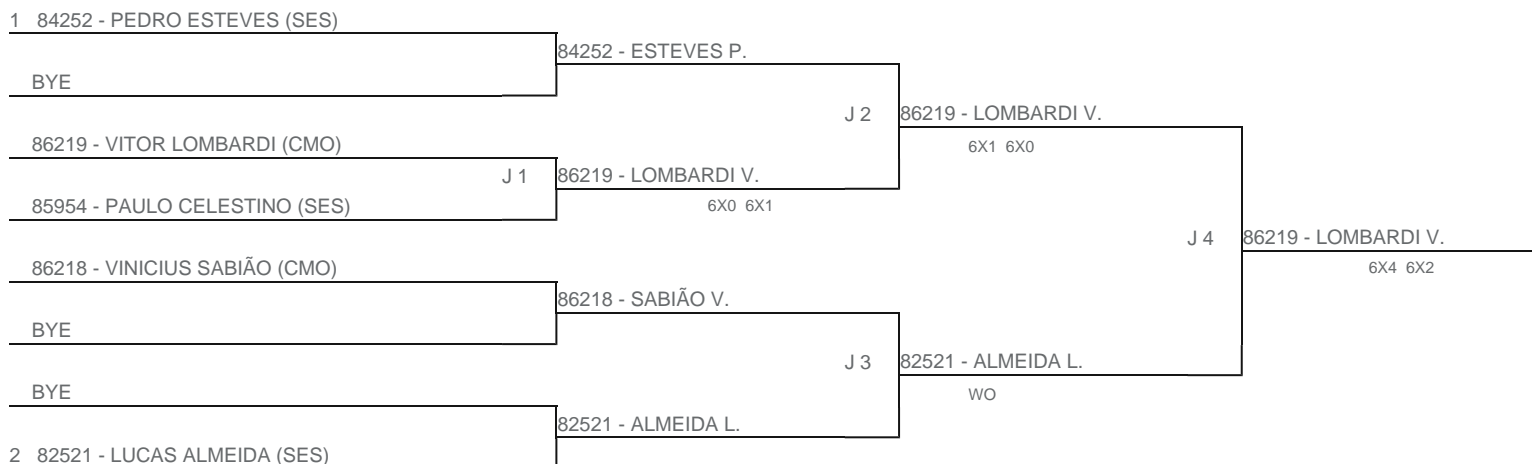 1 84252 - PEDRO ESTEVES (SES)
84252 - ESTEVES P.
BYE
J 2 86219 - LOMBARDI V.
86219 - VITOR LOMBARDI (CMO)
6X1 6X0
J 1 86219 - LOMBARDI V.
85954 - PAULO CELESTINO (SES)
6X0 6X1
J 4 86219 - LOMBARDI V.
86218 - VINICIUS SABIÃO (CMO)
6X4 6X2
86218 - SABIÃO V.
BYE
J 3 82521 - ALMEIDA L.
BYE
WO
82521 - ALMEIDA L.
2 82521 - LUCAS ALMEIDA (SES)